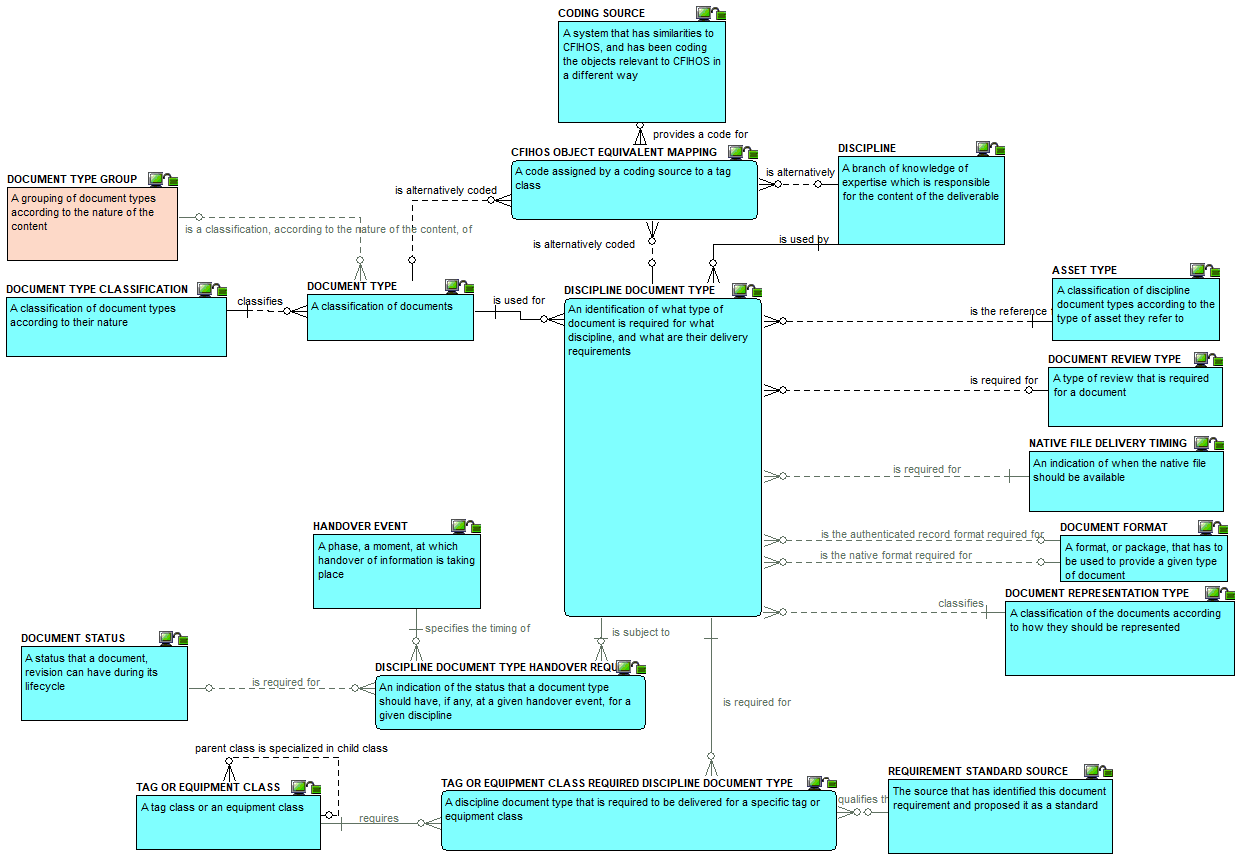 CODING SOURCE
A system that has similarities to
CFIHOS, and has been coding
the objects relevant to CFIHOS in
a different way
provides a code for
CFIHOS OBJECT EQUIVALENT MAPPING
A code assigned by a coding source to a tag
class
DISCIPLINE
A branch of knowledge of
expertise which is responsible
for the content of the deliverable
is alternatively
DOCUMENT TYPE GROUP
A grouping of document types
according to the nature of the
content
is alternatively coded
is a classification, according to the nature of the content, of
is alternatively coded
is used by
DOCUMENT TYPE CLASSIFICATION
A classification of document types
according to their nature
classifies
DOCUMENT TYPE
A classification of documents
is used for
DISCIPLINE DOCUMENT TYPE
An identification of what type of
document is required for what
discipline, and what are their delivery
requirements
ASSET TYPE
A classification of discipline
document types according to the
type of asset they refer to
is the reference
DOCUMENT REVIEW TYPE
A type of review that is required
for a document
is required for
NATIVE FILE DELIVERY TIMING
An indication of when the native file
should be available
is required for
DOCUMENT FORMAT
A format, or package, that has to
be used to provide a given type
of document
is the authenticated record format required for
is the native format required for
DOCUMENT REPRESENTATION TYPE
A classification of the documents according
to how they should be represented
classifies
HANDOVER EVENT
A phase, a moment, at which
handover of information is taking
place
specifies the timing of
is subject to
DOCUMENT STATUS
A status that a document,
revision can have during its
lifecycle
is required for
DISCIPLINE DOCUMENT TYPE HANDOVER REQU
An indication of the status that a document type
should have, if any, at a given handover event, for a
given discipline
is required for
parent class is specialized in child class
TAG OR EQUIPMENT CLASS
A tag class or an equipment class
requires
TAG OR EQUIPMENT CLASS REQUIRED DISCIPLINE DOCUMENT TYPE
A discipline document type that is required to be delivered for a specific tag or
equipment class
qualifies
REQUIREMENT STANDARD SOURCE
The source that has identified this document
requirement and proposed it as a standard